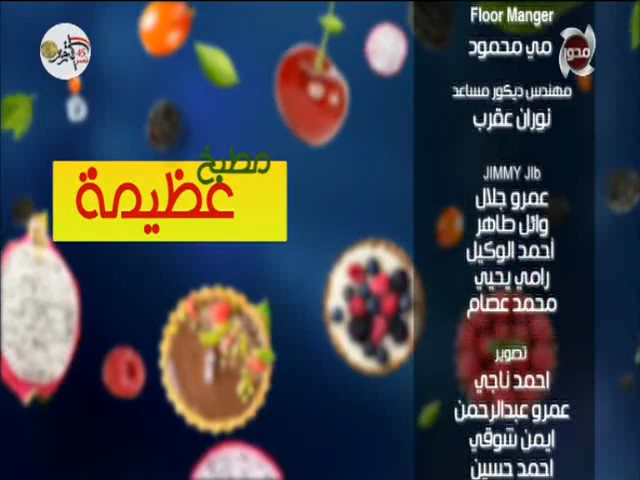 مطبخ
عظيمة
محور
Floor Manger
مي محمود
مهندس ديكور مساعد
نوران عقرب
JIMMY JIb
عمرو جلال
وائل طاهر
أحمد الوكيل
رامي يحيي
محمد عصام
تصوير
احمد ناجي
عمرو عبدالرحمن
ايمن شوقي
احمد حسين